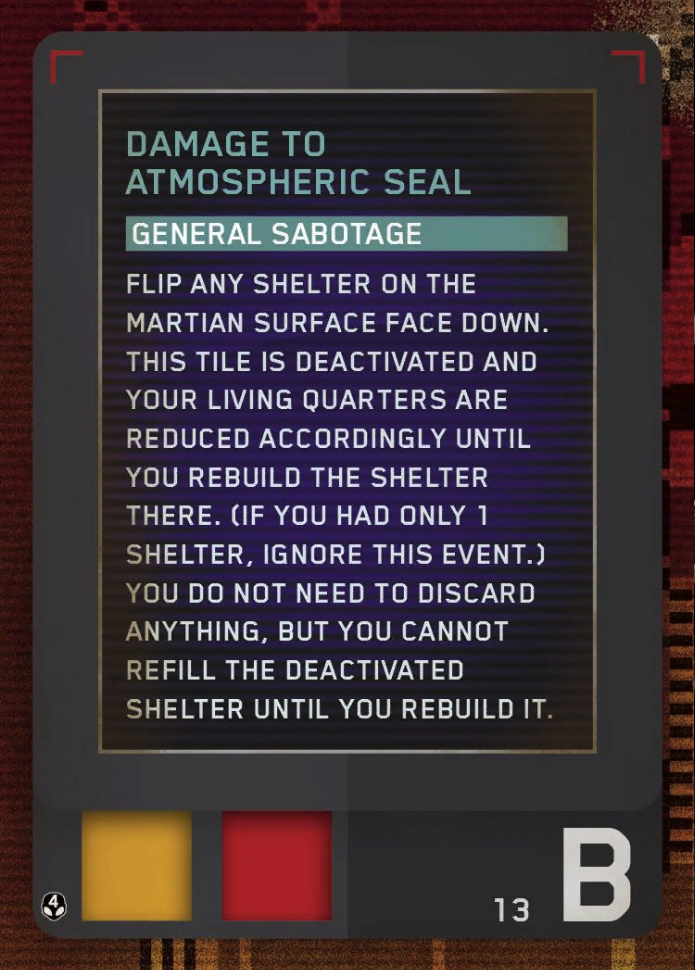 DAMAGE TO
ATMOSPHERIC SEAL
GENERAL SABOTAGE
FLIP ANY SHELTER ON THE
MARTIAN SURFACE FACE DOWN.
THIS TILE IS DEACTIVATED AND
YOUR LIVING QUARTERS ARE
REDUCED ACCORDINGLY UNTIL
YOU REBUILD THE SHELTER
THERE. (IF YOU HAD ONLY 1
SHELTER, IGNORE THIS EVENT.)
YOU DO NOT NEED TO DISCARD
ANYTHING, BUT YOU CANNOT
REFILL THE DEACTIVATED
SHELTER UNTIL YOU REBUILD IT.
4
13
B